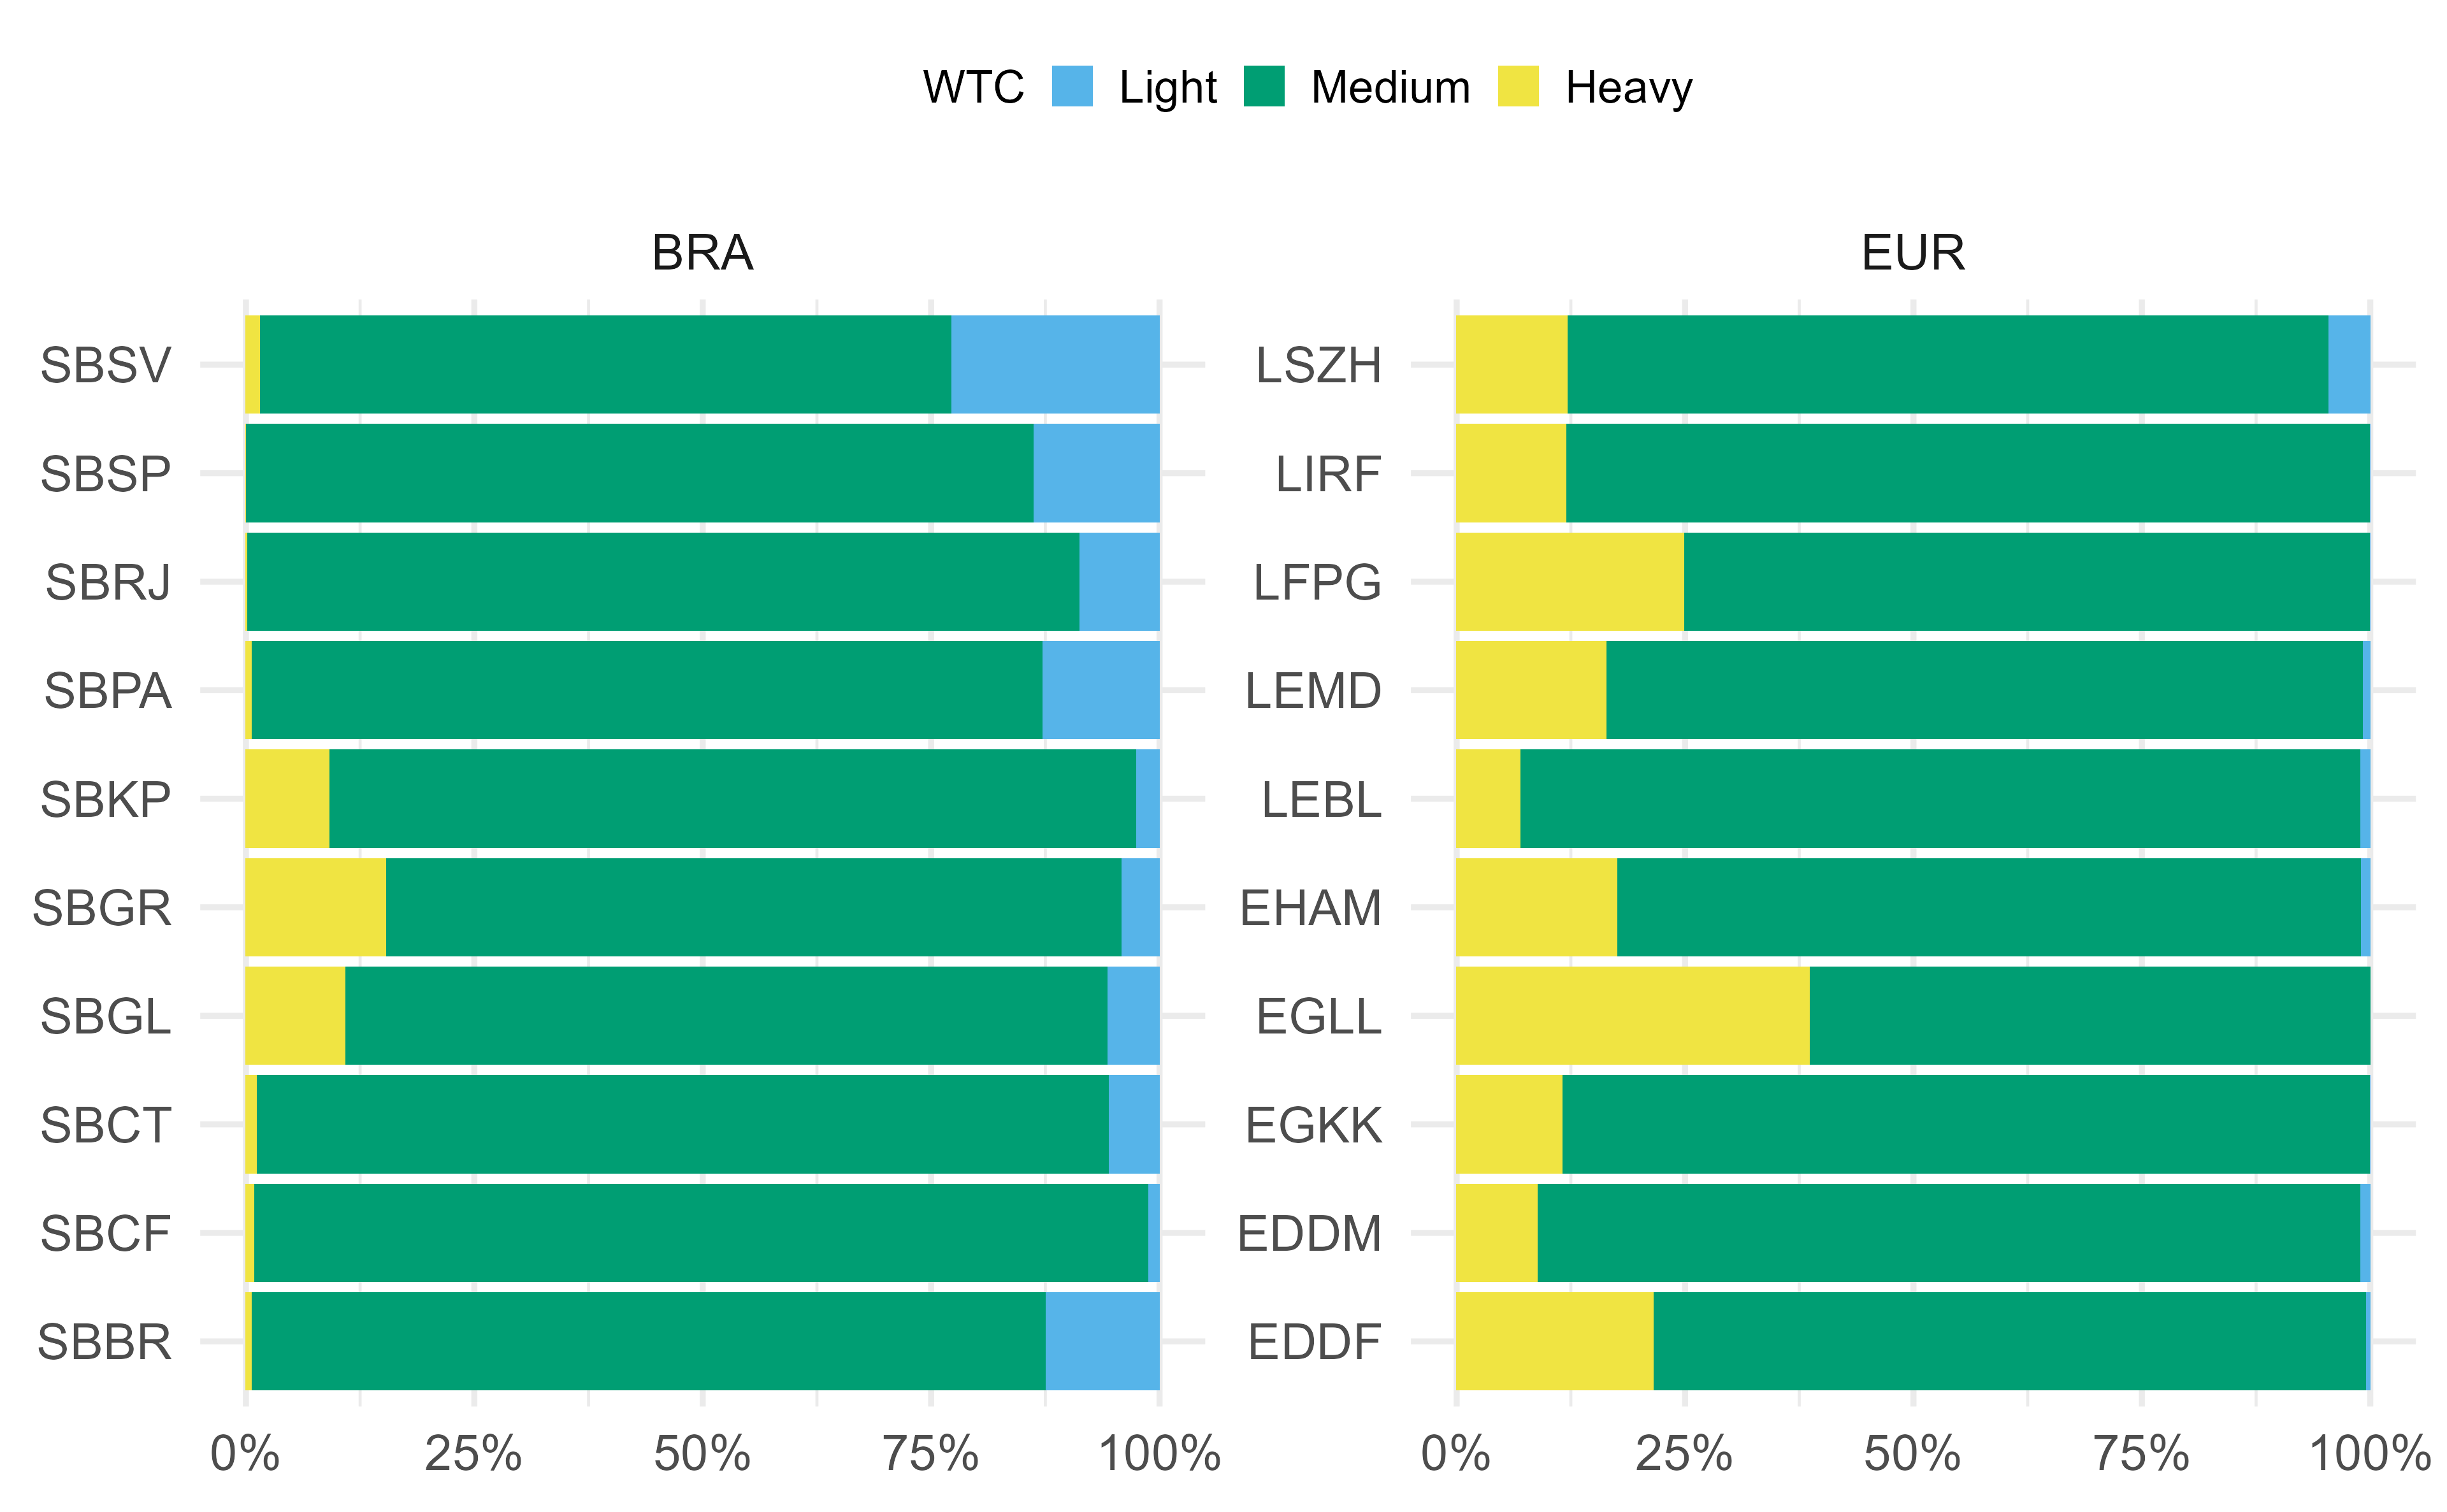 WTC Light Medium Heavy
BRA EUR
SBSV LSZH
SBSP LIRF
SBRJ LFPG
SBPA LEMD
SBKP LEBL
SBGR EHAM
SBGL EGLL
SBCT EGKK
SBCF EDDM
SBBR EDDF
0% 25% 50% 75% 100% 0% 25% 50% 75% 100%